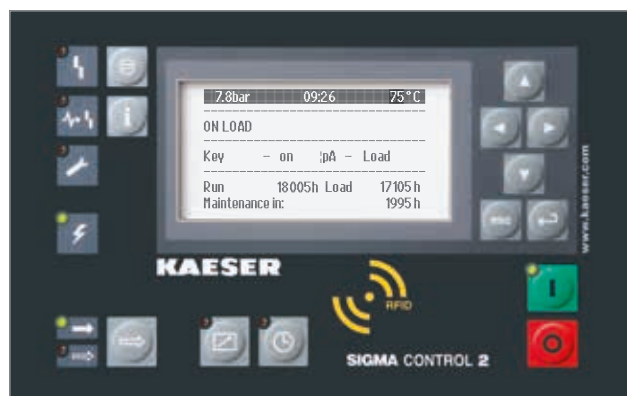 7.8bar 09:26 75°C
ON LOAD
Key - on ¦pA - Load
Run 18005h Load 17105h
Maintenance in: 1995h
esc
www.kaeser.com
KAESER
RFID
I
SIGMA CONTROL 2